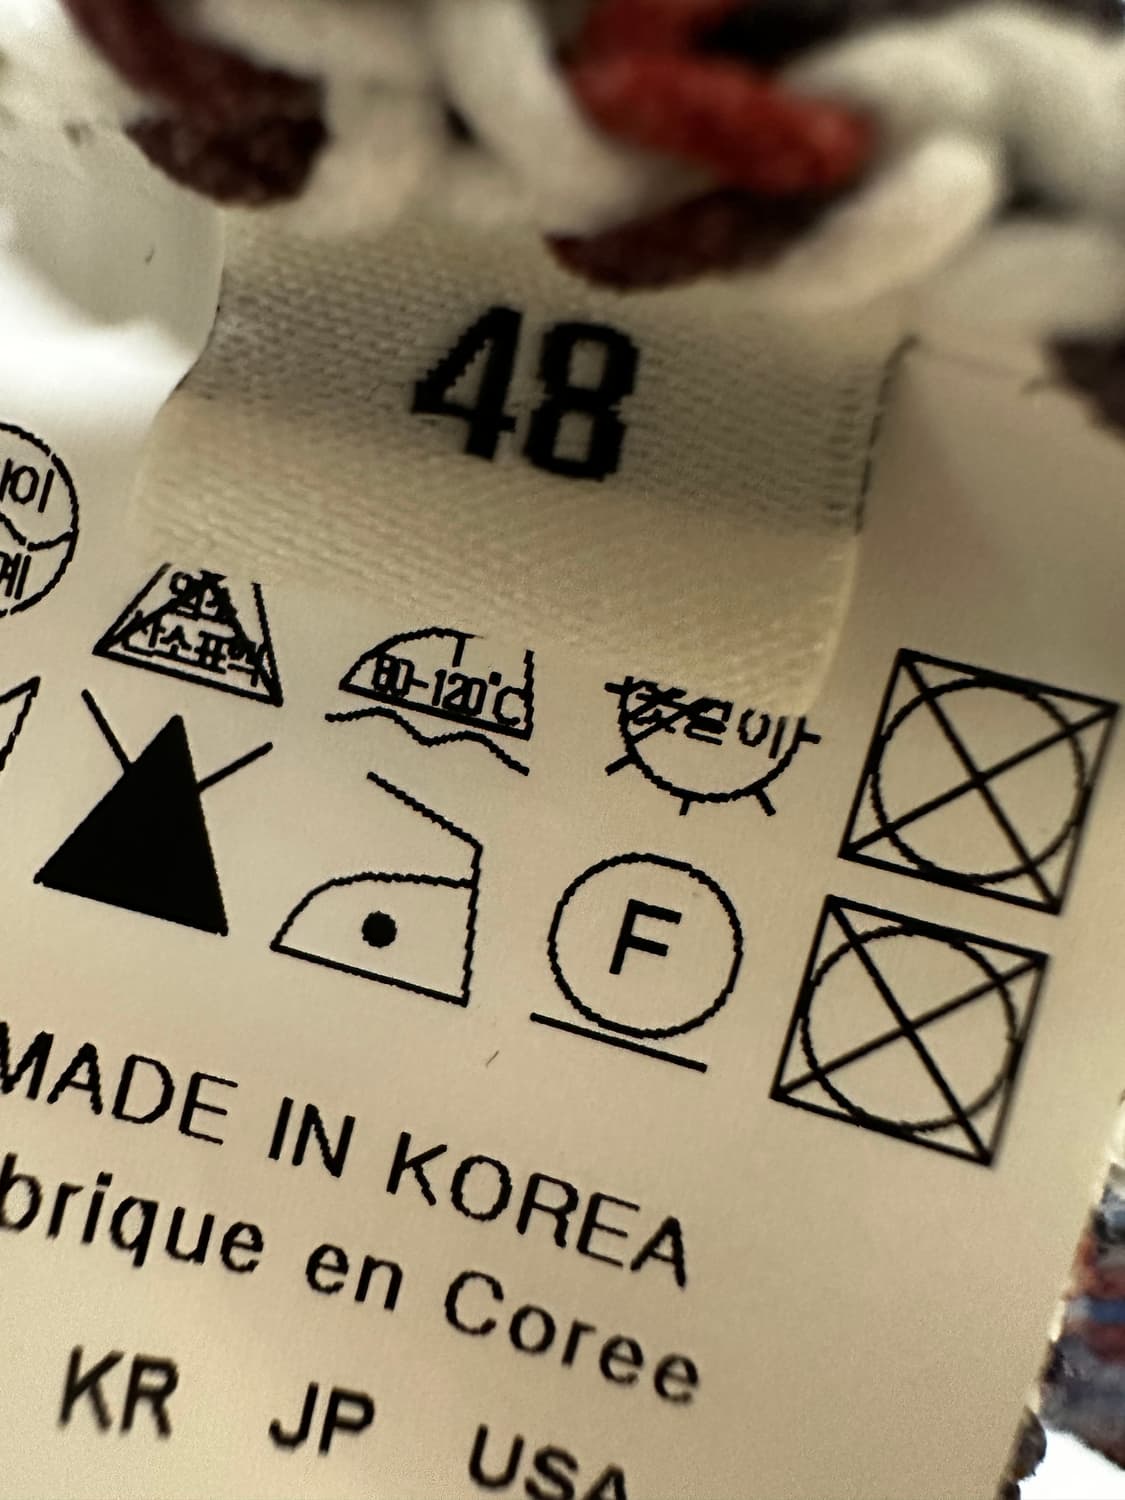 48
80-120℃
F
MADE IN KOREA
brique en Coree
KR JP USA